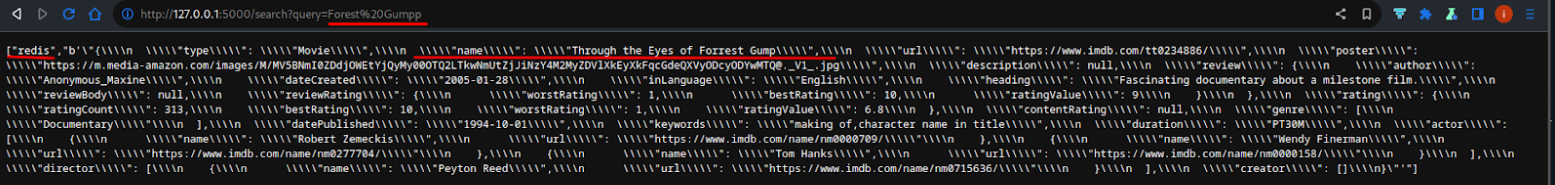 http://127.0.0.1:5000/search?query=Forest%20Gumpp
["redis","b'\"{\\\\n  \\\\\"type\\\\\": \\\\\"Movie\\\\\",\\\\n  \\\\\"name\\\\\": \\\\\"Through the Eyes of Forrest Gump\\\\\",\\\\n  \\\\\"url\\\\\": \\\\\"https://www.imdb.com/tt0234886/\\\\\",\\\\n  \\\\\"poster\\\\\":
\\\\\"https://m.media-amazon.com/images/M/MV5BNmI0ZDdjOWEtYjQyMy00OTQ2LTkwNmUtZjJiNzY4M2MyZDVlXkEyXkFqcGdeQXVyODcyODYwMTQ@._V1_.jpg\\\\\",\\\\n  \\\\\"description\\\\\": null,\\\\n  \\\\\"review\\\\\": {\\\\n    \\\\\"author\\\\\":
\\\\\"Anonymous_Maxine\\\\\",\\\\n    \\\\\"dateCreated\\\\\": \\\\\"2005-01-28\\\\\",\\\\n    \\\\\"inLanguage\\\\\": \\\\\"English\\\\\",\\\\n    \\\\\"heading\\\\\": \\\\\"Fascinating documentary about a milestone film.\\\\\",\\\\n
\\\\\"reviewBody\\\\\": null,\\\\n    \\\\\"reviewRating\\\\\": {\\\\n      \\\\\"worstRating\\\\\": 1,\\\\n      \\\\\"bestRating\\\\\": 10,\\\\n      \\\\\"ratingValue\\\\\": 9\\\\n    }\\\\n  },\\\\n  \\\\\"rating\\\\\": {\\\\n
\\\\\"ratingCount\\\\\": 313,\\\\n    \\\\\"bestRating\\\\\": 10,\\\\n    \\\\\"worstRating\\\\\": 1,\\\\n    \\\\\"ratingValue\\\\\": 6.8\\\\n  },\\\\n  \\\\\"contentRating\\\\\": null,\\\\n  \\\\\"genre\\\\\": [\\\\n
\\\\\"Documentary\\\\\"\\\\n  ],\\\\n  \\\\\"datePublished\\\\\": \\\\\"1994-10-01\\\\\",\\\\n  \\\\\"keywords\\\\\": \\\\\"making of,character name in title\\\\\",\\\\n  \\\\\"duration\\\\\": \\\\\"PT30M\\\\\",\\\\n  \\\\\"actor\\\\\":
[\\\\n    {\\\\n      \\\\\"name\\\\\": \\\\\"Robert Zemeckis\\\\\",\\\\n      \\\\\"url\\\\\": \\\\\"https://www.imdb.com/name/nm0000709/\\\\\"\\\\n    },\\\\n    {\\\\n      \\\\\"name\\\\\": \\\\\"Wendy Finerman\\\\\",\\\\n
\\\\\"url\\\\\": \\\\\"https://www.imdb.com/name/nm0277704/\\\\\"\\\\n    },\\\\n    {\\\\n      \\\\\"name\\\\\": \\\\\"Tom Hanks\\\\\",\\\\n      \\\\\"url\\\\\": \\\\\"https://www.imdb.com/name/nm0000158/\\\\\"\\\\n    }\\\\n  ],\\\\n
\\\\\"director\\\\\": [\\\\n    {\\\\n      \\\\\"name\\\\\": \\\\\"Peyton Reed\\\\\",\\\\n      \\\\\"url\\\\\": \\\\\"https://www.imdb.com/name/nm0715636/\\\\\"\\\\n    }\\\\n  ],\\\\n  \\\\\"creator\\\\\": []\\\\n}\"'"]